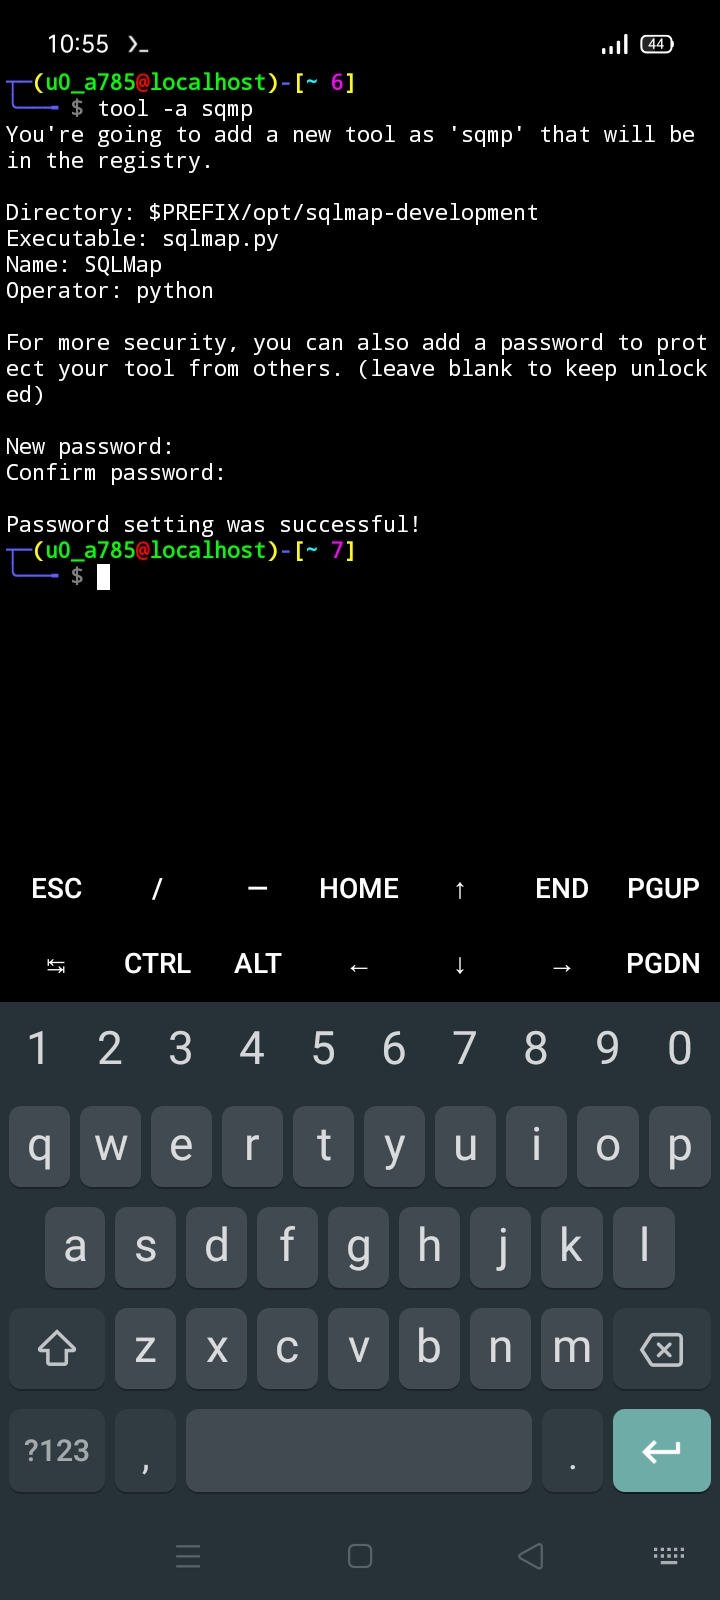 10:55 44
(u0_a785@localhost)-[~ 6]
$ tool -a sqmp
You're going to add a new tool as 'sqmp' that will be
in the registry.
Directory: $PREFIX/opt/sqlmap-development
Executable: sqlmap.py
Name: SQLMap
Operator: python
For more security, you can also add a password to prot
ect your tool from others. (leave blank to keep unlock
ed)
New password:
Confirm password:
Password setting was successful!
(u0_a785@localhost)-[~ 7]
$
ESC / — HOME ↑ END PGUP
↹ CTRL ALT ← ↓ → PGDN
1 2 3 4 5 6 7 8 9 0
q w e r t y u i o p
a s d f g h j k l
z x c v b n m
?123 , .